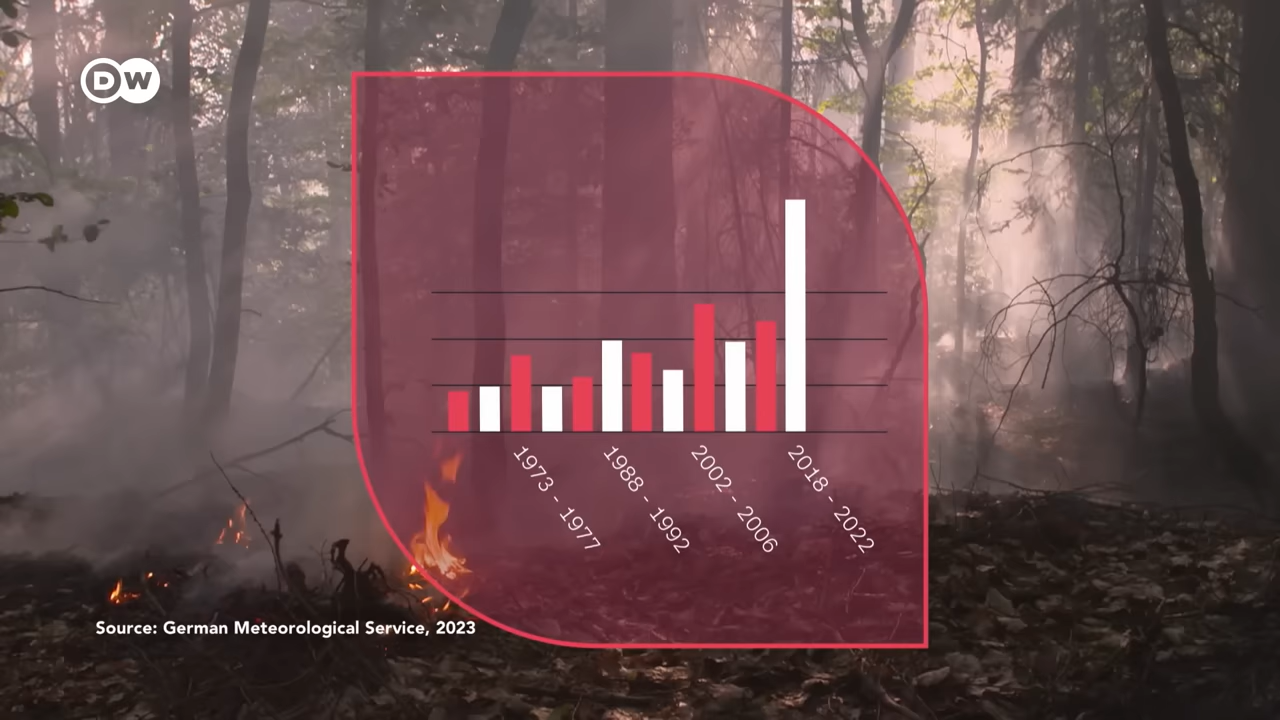 DW
1973 - 1977
1988 - 1992
2002 - 2006
2018 - 2022
Source: German Meteorological Service, 2023